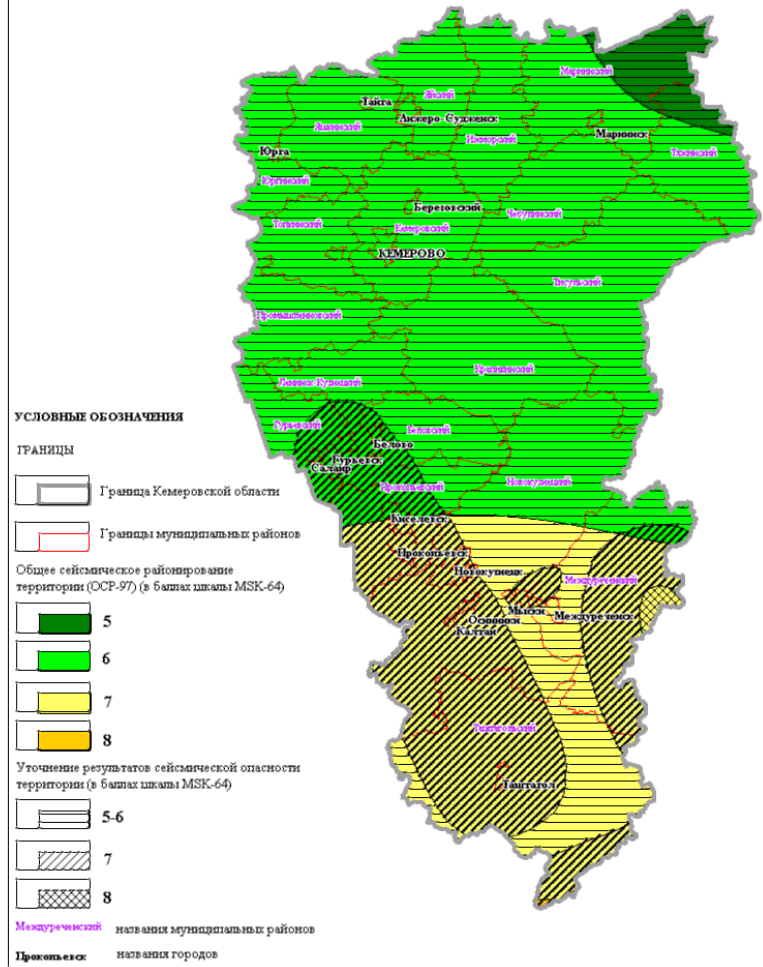 Мариинский
Яйский
Тайга
Анжеро-Судженск
Яшкинский
Ижморский
Мариинск
Тяжинский
Юрга
Юргинский
Березовский
Чебулинский
Топкинский
Кемеровский
КЕМЕРОВО
Тисульский
Промышленновский
Крапивинский
Ленинск-Кузнецкий
УСЛОВНЫЕ ОБОЗНАЧЕНИЯ
Гурьевский
Беловский
Белово
ГРАНИЦЫ
Гурьевск
Салаир
Прокопьевский
Новокузнецкий
Граница Кемеровской области
Киселевск
Границы муниципальных районов
Прокопьевск
Общее сейсмическое районирование
территории (ОСР-97) (в баллах шкалы MSK-64)
Новокузнецк
Междуреченский
5
Мыски
Междуреченск
Осинники
Калтан
6
7
Таштагольский
8
Уточнение результатов сейсмической опасности
территории (в баллах шкалы MSK-64)
Таштагол
5-6
7
8
Междуреченский названия муниципальных районов
Прокопьевск названия городов